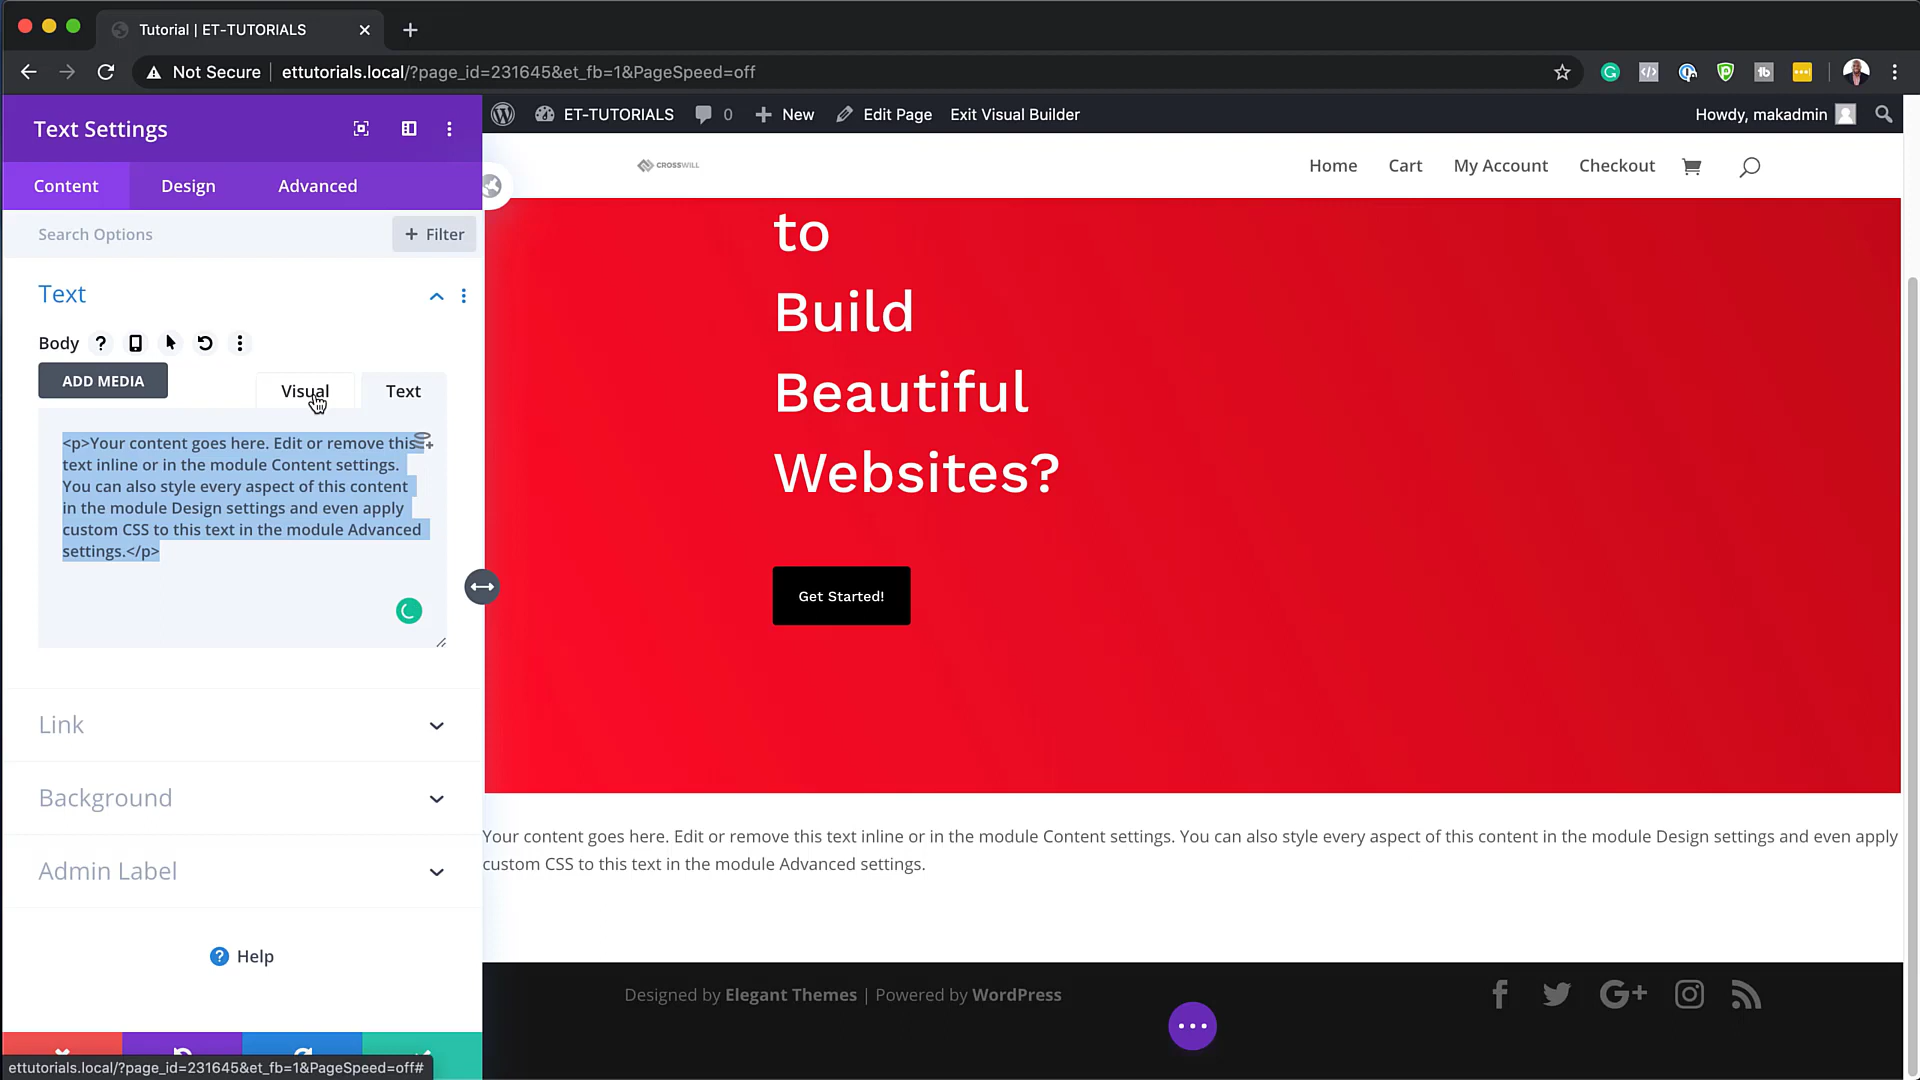 Tutorial | ET-TUTORIALS
Not Secure
ettutorials.local/?page_id=231645&et_fb=1&PageSpeed=off
Text Settings
ET-TUTORIALS
0
New
Edit Page
Exit Visual Builder
Howdy, makadmin
Content
Design
Advanced
CROSSWILL
Home
Cart
My Account
Checkout
Search Options
+ Filter
Text
Body
ADD MEDIA
Visual
Text
<p>Your content goes here. Edit or remove this
text inline or in the module Content settings.
You can also style every aspect of this content
in the module Design settings and even apply
custom CSS to this text in the module Advanced
settings.</p>
Link
Background
Admin Label
Help
to
Build
Beautiful
Websites?
Get Started!
Your content goes here. Edit or remove this text inline or in the module Content settings. You can also style every aspect of this content in the module Design settings and even apply
custom CSS to this text in the module Advanced settings.
Designed by Elegant Themes | Powered by WordPress
ettutorials.local/?page_id=231645&et_fb=1&PageSpeed=off#